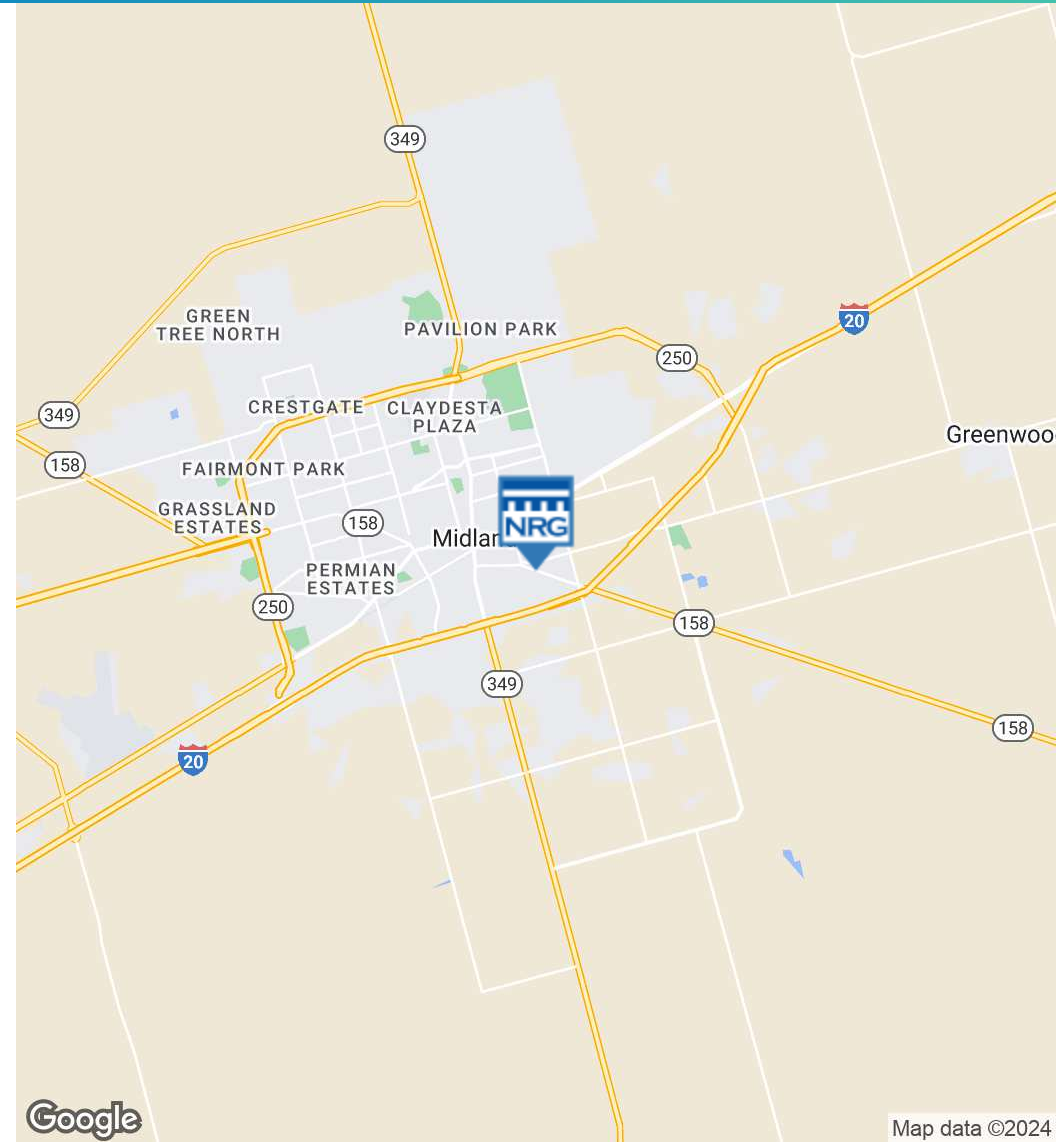 349
20
GREEN
TREE NORTH
PAVILION PARK
250
349
CRESTGATE
CLAYDESTA
PLAZA
Greenwoo
158
FAIRMONT PARK
GRASSLAND
ESTATES
158
NRG
Midlan
PERMIAN
ESTATES
250
158
349
158
20
Google
Map data ©2024